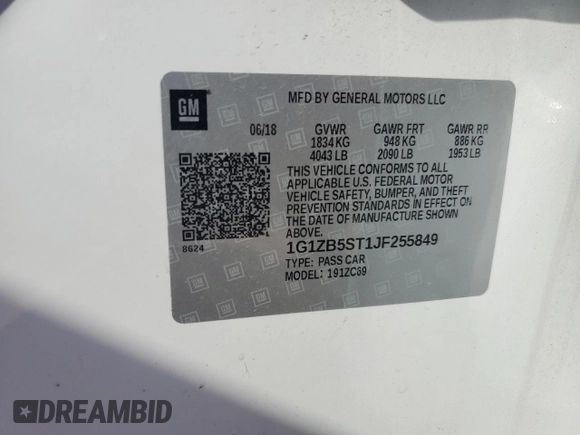 GM
MFD BY GENERAL MOTORS LLC
06/18 GVWR GAWR FRT GAWR RR
1834 KG 948 KG 886 KG
4043 LB 2090 LB 1953 LB
THIS VEHICLE CONFORMS TO ALL
APPLICABLE U.S. FEDERAL MOTOR
VEHICLE SAFETY, BUMPER, AND THEFT
PREVENTION STANDARDS IN EFFECT ON
THE DATE OF MANUFACTURE SHOWN
ABOVE.
8624
1G1ZB5ST1JF255849
TYPE: PASS CAR
MODEL: 191ZC69
DREAMBID